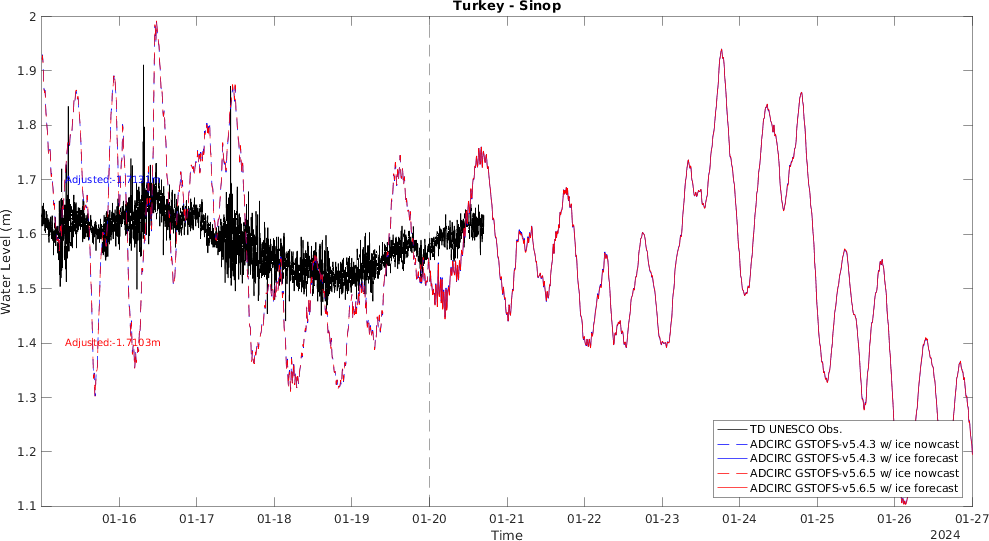 Turkey - Sinop
2
1.9
1.8
1.7
1.6
1.5
1.4
1.3
1.2
1.1
Water Level (m)
Adjusted:-1.7131m
Adjusted:-1.7103m
TD UNESCO Obs.
ADCIRC GSTOFS-v5.4.3 w/ ice nowcast
ADCIRC GSTOFS-v5.4.3 w/ ice forecast
ADCIRC GSTOFS-v5.6.5 w/ ice nowcast
ADCIRC GSTOFS-v5.6.5 w/ ice forecast
01-16 01-17 01-18 01-19 01-20 01-21 01-22 01-23 01-24 01-25 01-26 01-27
Time
2024